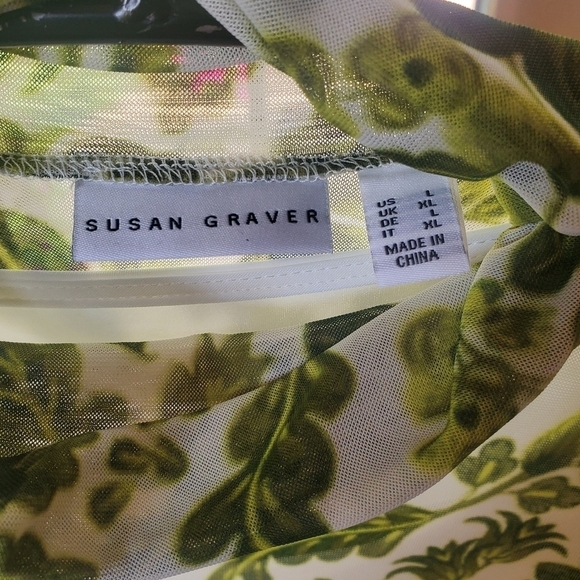 SUSAN GRAVER
US L
UK XL
DE L
IT XL
MADE IN
CHINA